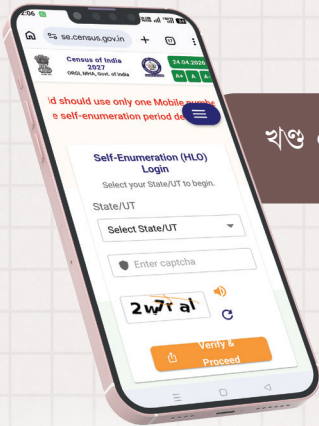 2:06
se.census.gov.in
Census of India
2027
ORGI, MHA, Govt. of India
24.04.2026
A+ A A-
ld should use only one Mobile numbe
e self-enumeration period de
Self-Enumeration (HLO)
Login
Select your State/UT to begin.
State/UT
Select State/UT
Enter captcha
2w7ral
Verify &
Proceed
খণ্ড